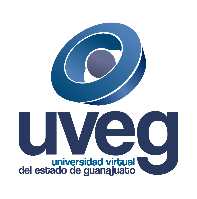 uveg
universidad virtual
del estado de guanajuato